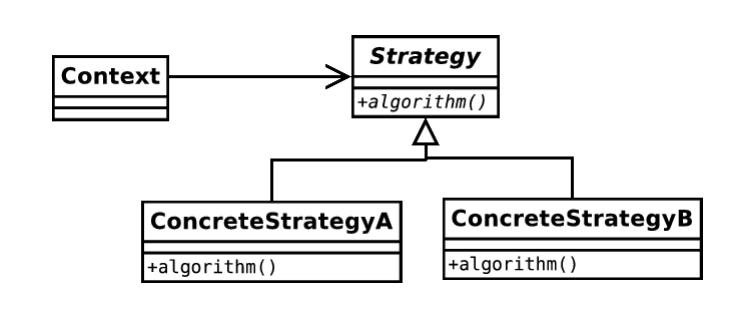 Context
Strategy
+algorithm()
ConcreteStrategyA
+algorithm()
ConcreteStrategyB
+algorithm()